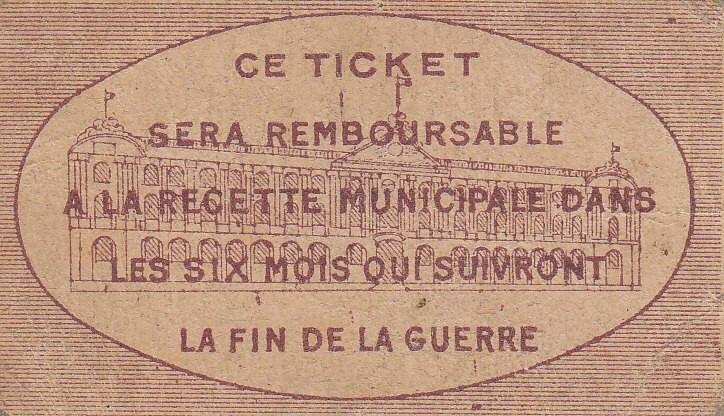 CE TICKET
SERA REMBOURSABLE
A LA RECETTE MUNICIPALE DANS
LES SIX MOIS QUI SUIVRONT
LA FIN DE LA GUERRE